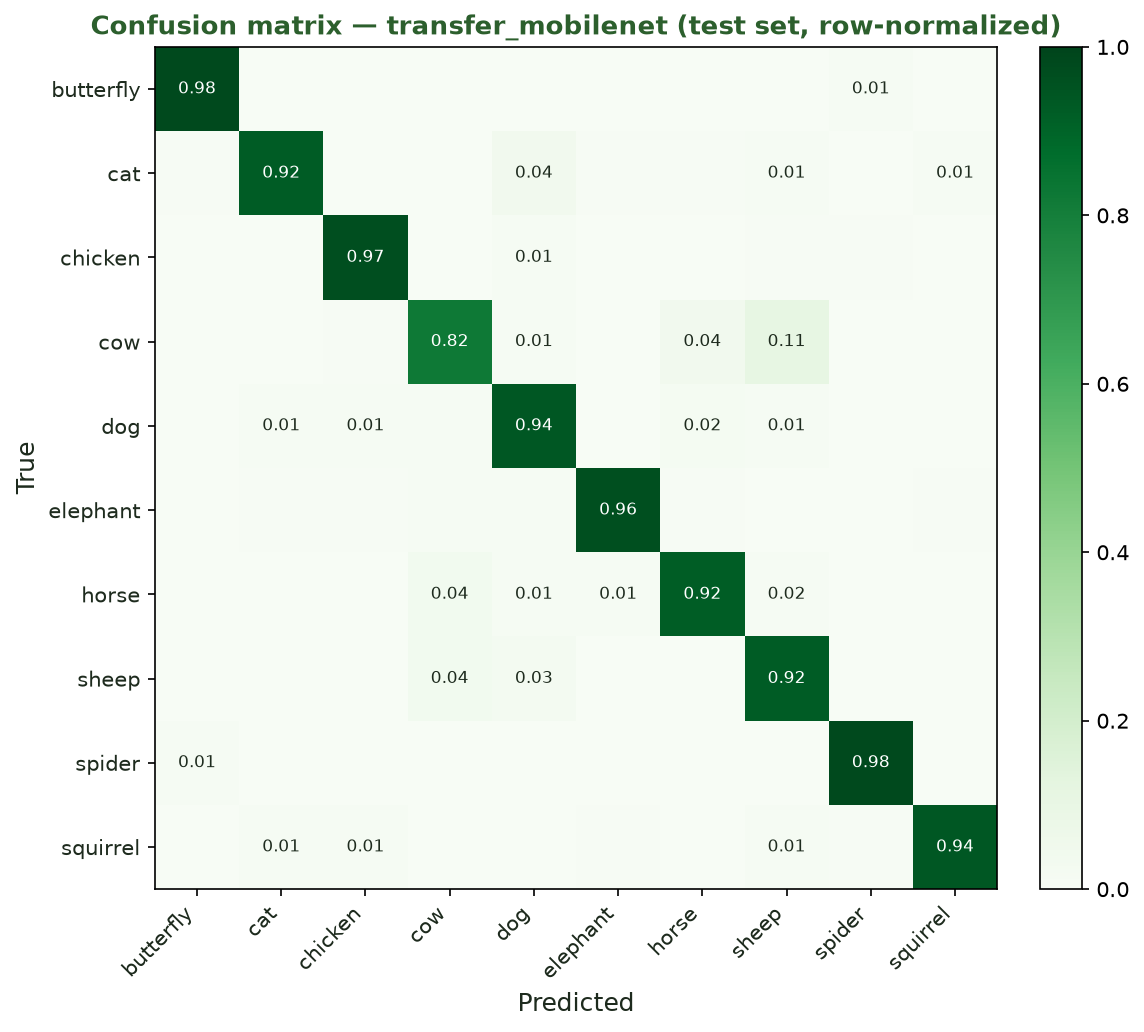 Confusion matrix — transfer_mobilenet (test set, row-normalized)
butterfly 0.98 0.01
cat 0.92 0.04 0.01 0.01
chicken 0.97 0.01
cow 0.82 0.01 0.04 0.11
dog 0.01 0.01 0.94 0.02 0.01
elephant 0.96
horse 0.04 0.01 0.01 0.92 0.02
sheep 0.04 0.03 0.92
spider 0.01 0.98
squirrel 0.01 0.01 0.01 0.94
True
butterfly cat chicken cow dog elephant horse sheep spider squirrel
Predicted
1.0
0.8
0.6
0.4
0.2
0.0